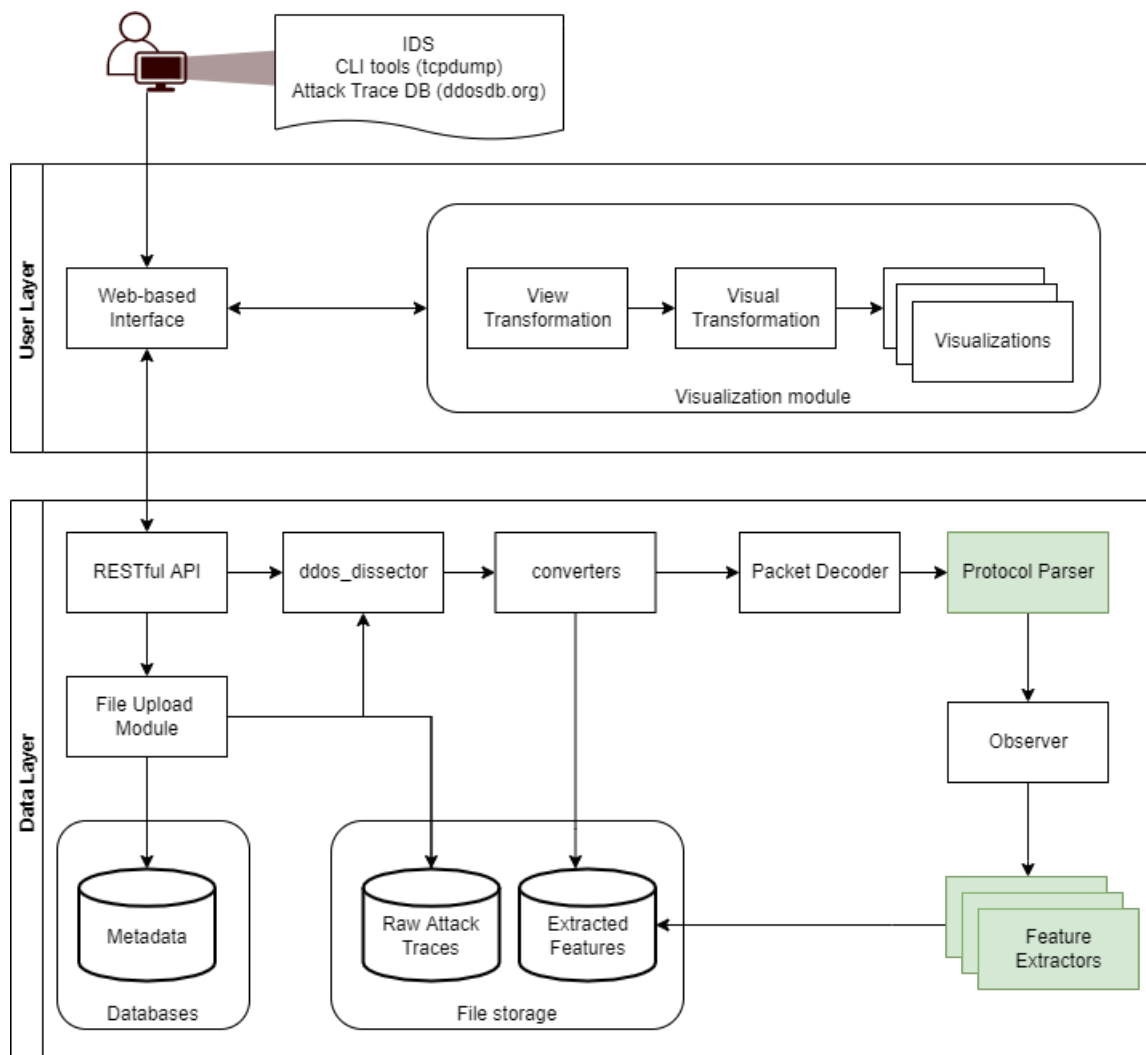 IDS
CLI tools (tcpdump)
Attack Trace DB (ddosdb.org)
User Layer
Web-based
Interface
View
Transformation
Visual
Transformation
Visualizations
Visualization module
Data Layer
RESTful API
ddos_dissector
converters
Packet Decoder
Protocol Parser
File Upload
Module
Observer
Metadata
Databases
Raw Attack
Traces
Extracted
Features
File storage
Feature
Extractors